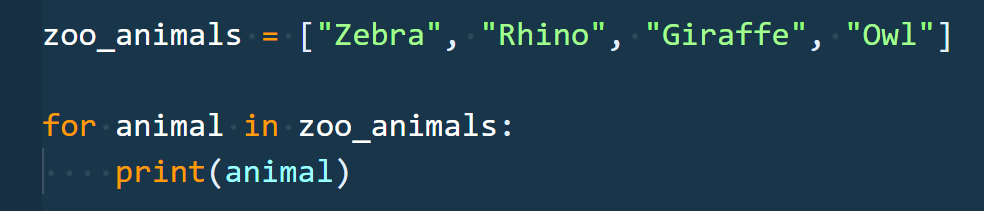 zoo_animals = ["Zebra", "Rhino", "Giraffe", "Owl"]
for animal in zoo_animals:
    print(animal)